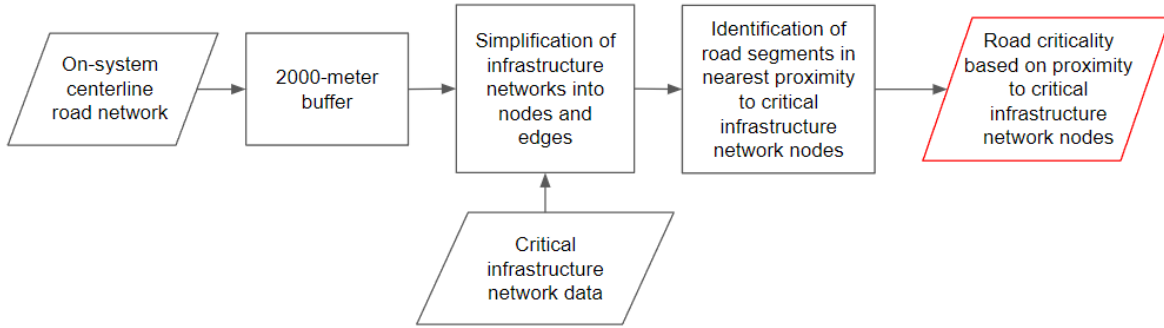 On-system
centerline
road network
2000-meter
buffer
Simplification of
infrastructure
networks into
nodes and
edges
Identification of
road segments in
nearest proximity
to critical
infrastructure
network nodes
Road criticality
based on proximity
to critical
infrastructure
network nodes
Critical
infrastructure
network data